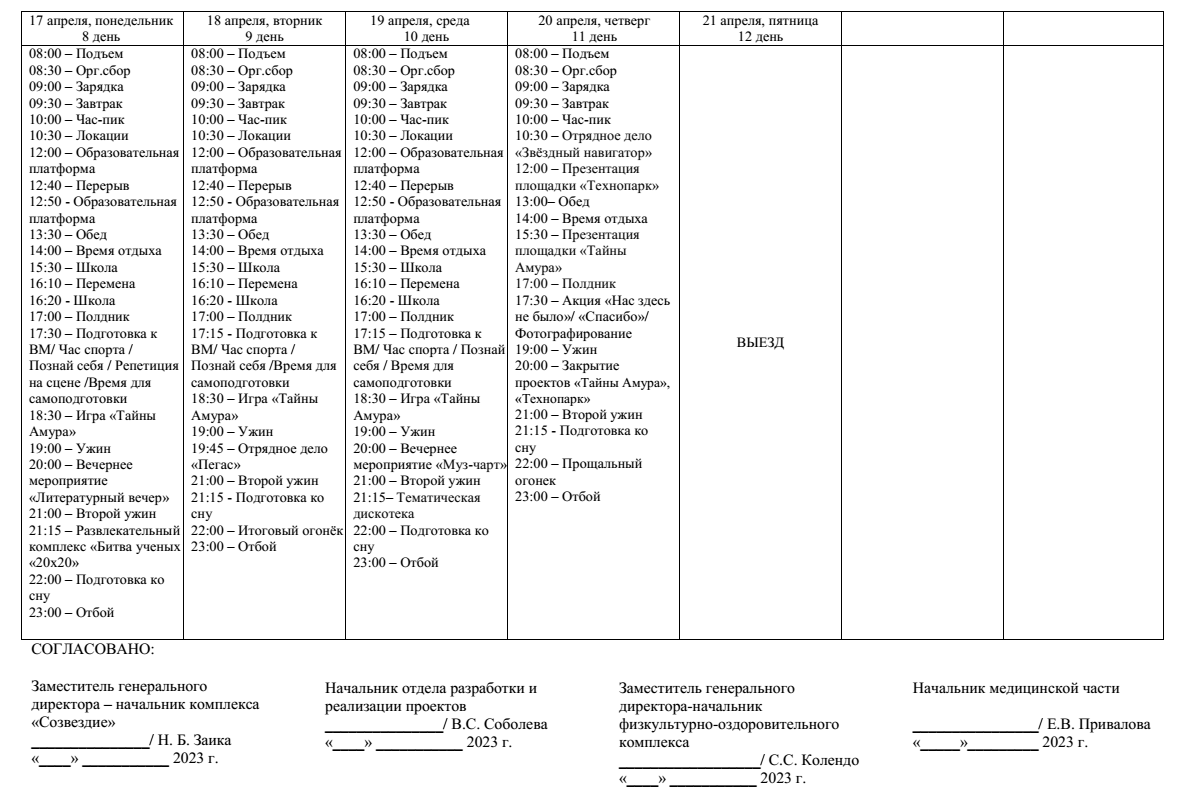 17 апреля, понедельник
8 день
18 апреля, вторник
9 день
19 апреля, среда
10 день
20 апреля, четверг
11 день
21 апреля, пятница
12 день
08:00 – Подъем
08:30 – Орг.сбор
09:00 – Зарядка
09:30 – Завтрак
10:00 – Час-пик
10:30 – Локации
12:00 – Образовательная
платформа
12:40 – Перерыв
12:50 - Образовательная
платформа
13:30 – Обед
14:00 – Время отдыха
15:30 – Школа
16:10 – Перемена
16:20 - Школа
17:00 – Полдник
17:30 – Подготовка к
ВМ/ Час спорта /
Познай себя / Репетиция
на сцене /Время для
самоподготовки
18:30 – Игра «Тайны
Амура»
19:00 – Ужин
20:00 – Вечернее
мероприятие
«Литературный вечер»
21:00 – Второй ужин
21:15 – Развлекательный
комплекс «Битва ученых
«20х20»
22:00 – Подготовка ко
сну
23:00 – Отбой
08:00 – Подъем
08:30 – Орг.сбор
09:00 – Зарядка
09:30 – Завтрак
10:00 – Час-пик
10:30 – Локации
12:00 – Образовательная
платформа
12:40 – Перерыв
12:50 - Образовательная
платформа
13:30 – Обед
14:00 – Время отдыха
15:30 – Школа
16:10 – Перемена
16:20 - Школа
17:00 – Полдник
17:15 - Подготовка к
ВМ/ Час спорта /
Познай себя /Время для
самоподготовки
18:30 – Игра «Тайны
Амура»
19:00 – Ужин
19:45 – Отрядное дело
«Пегас»
21:00 – Второй ужин
21:15 - Подготовка ко
сну
22:00 – Итоговый огонёк
23:00 – Отбой
08:00 – Подъем
08:30 – Орг.сбор
09:00 – Зарядка
09:30 – Завтрак
10:00 – Час-пик
10:30 – Локации
12:00 – Образовательная
платформа
12:40 – Перерыв
12:50 - Образовательная
платформа
13:30 – Обед
14:00 – Время отдыха
15:30 – Школа
16:10 – Перемена
16:20 - Школа
17:00 – Полдник
17:15 – Подготовка к
ВМ/ Час спорта / Познай
себя / Время для
самоподготовки
18:30 – Игра «Тайны
Амура»
19:00 – Ужин
20:00 – Вечернее
мероприятие «Муз-чарт»
21:00 – Второй ужин
21:15– Тематическая
дискотека
22:00 – Подготовка ко
сну
23:00 – Отбой
08:00 – Подъем
08:30 – Орг.сбор
09:00 – Зарядка
09:30 – Завтрак
10:00 – Час-пик
10:30 – Отрядное дело
«Звёздный навигатор»
12:00 – Презентация
площадки «Технопарк»
13:00– Обед
14:00 – Время отдыха
15:30 – Презентация
площадки «Тайны
Амура»
17:00 – Полдник
17:30 – Акция «Нас здесь
не было»/ «Спасибо»/
Фотографирование
19:00 – Ужин
20:00 – Закрытие
проектов «Тайны Амура»,
«Технопарк»
21:00 – Второй ужин
21:15 - Подготовка ко
сну
22:00 – Прощальный
огонек
23:00 – Отбой
ВЫЕЗД
СОГЛАСОВАНО:
Заместитель генерального
директора – начальник комплекса
«Созвездие»
_______________/ Н. Б. Заика
«____» ___________ 2023 г.
Начальник отдела разработки и
реализации проектов
_______________/ В.С. Соболева
«____» ___________ 2023 г.
Заместитель генерального
директора-начальник
физкультурно-оздоровительного
комплекса
__________________/ С.С. Колендо
«____» ___________ 2023 г.
Начальник медицинской части
________________/ Е.В. Привалова
«_____»_________ 2023 г.